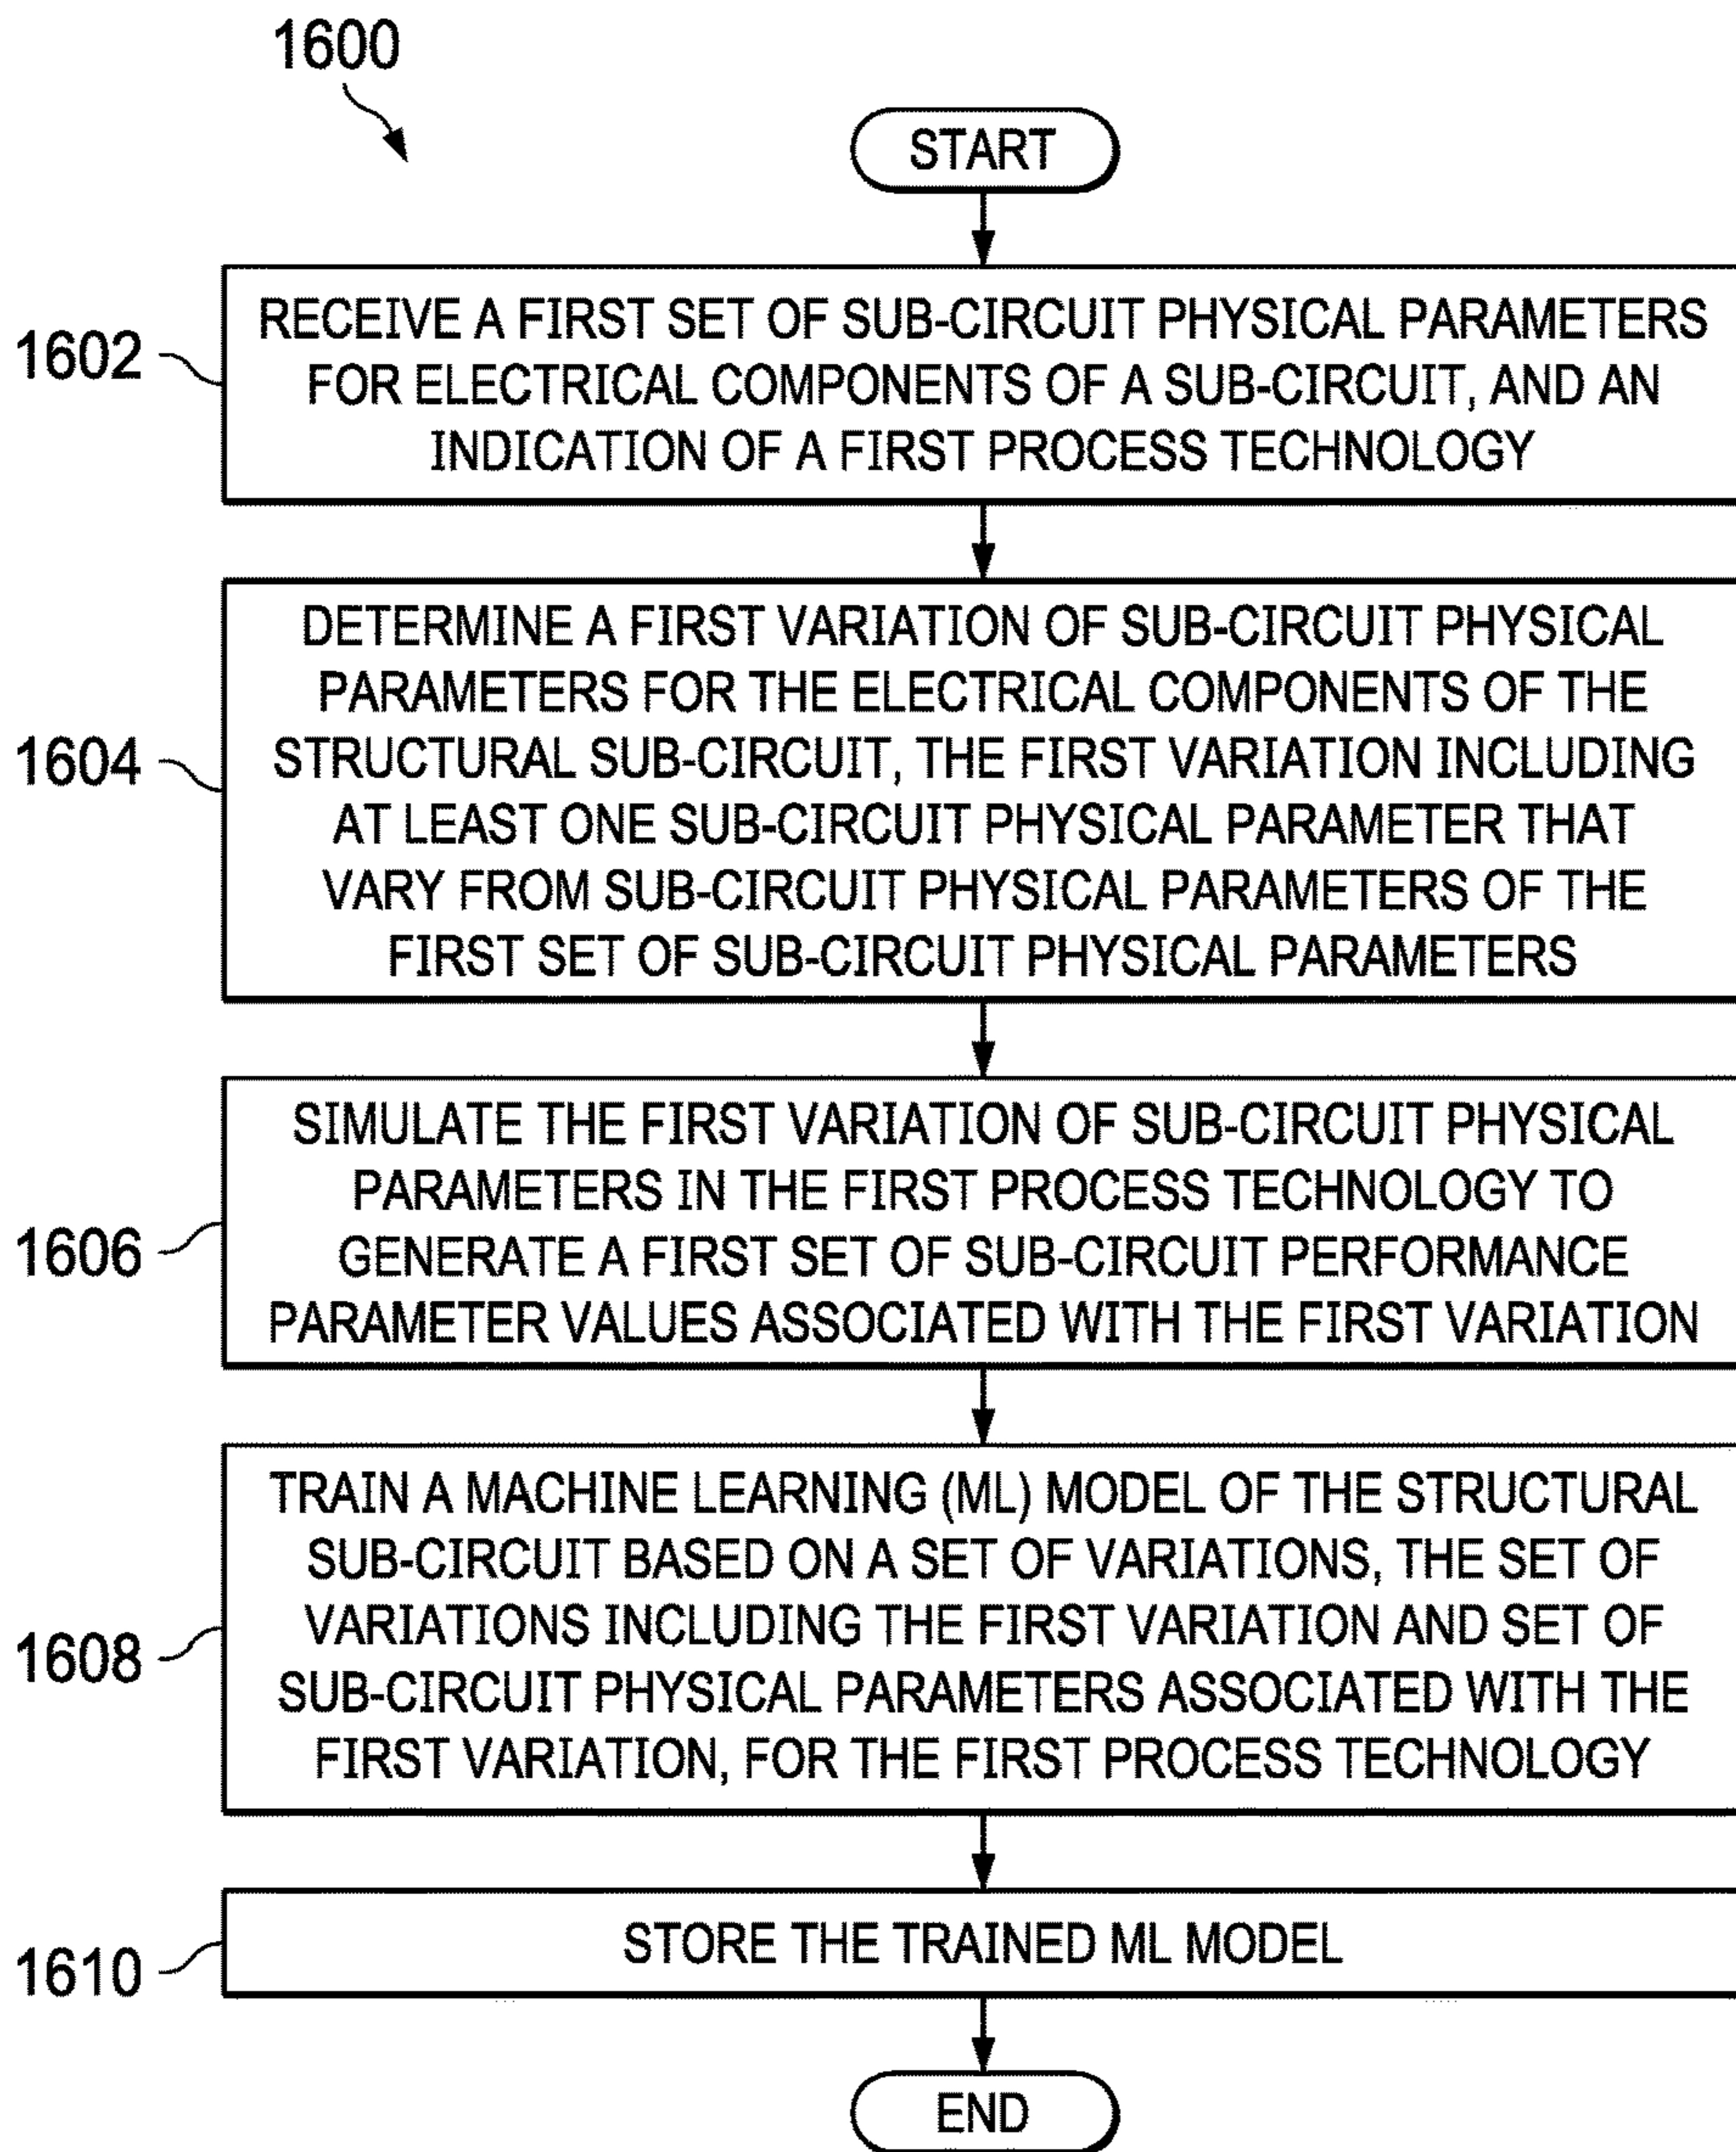 1600
START
1602
RECEIVE A FIRST SET OF SUB-CIRCUIT PHYSICAL PARAMETERS
FOR ELECTRICAL COMPONENTS OF A SUB-CIRCUIT, AND AN
INDICATION OF A FIRST PROCESS TECHNOLOGY
1604
DETERMINE A FIRST VARIATION OF SUB-CIRCUIT PHYSICAL
PARAMETERS FOR THE ELECTRICAL COMPONENTS OF THE
STRUCTURAL SUB-CIRCUIT, THE FIRST VARIATION INCLUDING
AT LEAST ONE SUB-CIRCUIT PHYSICAL PARAMETER THAT
VARY FROM SUB-CIRCUIT PHYSICAL PARAMETERS OF THE
FIRST SET OF SUB-CIRCUIT PHYSICAL PARAMETERS
1606
SIMULATE THE FIRST VARIATION OF SUB-CIRCUIT PHYSICAL
PARAMETERS IN THE FIRST PROCESS TECHNOLOGY TO
GENERATE A FIRST SET OF SUB-CIRCUIT PERFORMANCE
PARAMETER VALUES ASSOCIATED WITH THE FIRST VARIATION
1608
TRAIN A MACHINE LEARNING (ML) MODEL OF THE STRUCTURAL
SUB-CIRCUIT BASED ON A SET OF VARIATIONS, THE SET OF
VARIATIONS INCLUDING THE FIRST VARIATION AND SET OF
SUB-CIRCUIT PHYSICAL PARAMETERS ASSOCIATED WITH THE
FIRST VARIATION, FOR THE FIRST PROCESS TECHNOLOGY
1610
STORE THE TRAINED ML MODEL
END